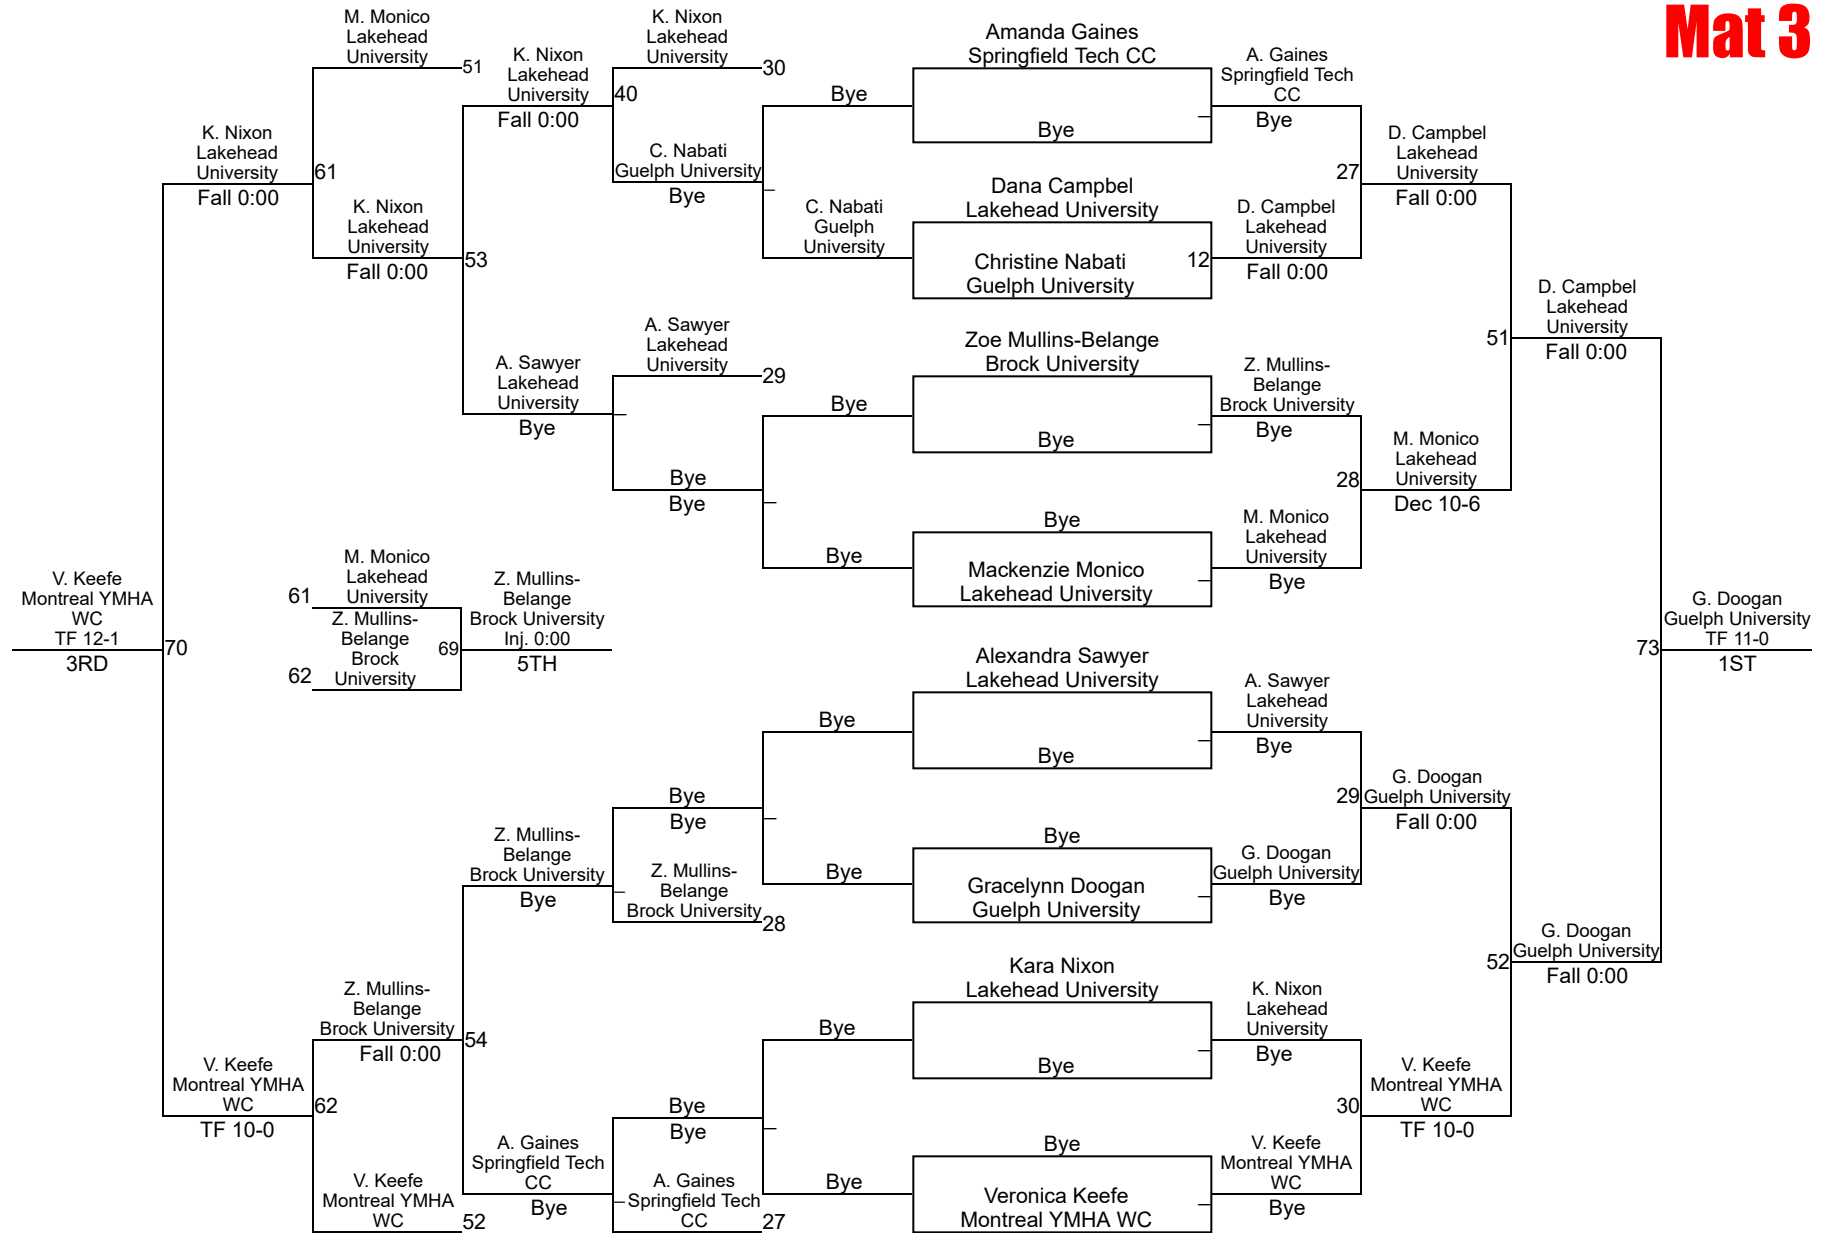 Mat 3
M. Monico
Lakehead
University
51
K. Nixon
Lakehead
University
Fall 0:00
K. Nixon
Lakehead
University
30
40
C. Nabati
Guelph University
Bye
Bye
Amanda Gaines
Springfield Tech CC
Bye
A. Gaines
Springfield Tech
CC
Bye
K. Nixon
Lakehead
University
Fall 0:00
61
K. Nixon
Lakehead
University
Fall 0:00
53
C. Nabati
Guelph
University
Dana Campbel
Lakehead University
Christine Nabati
Guelph University
12
D. Campbel
Lakehead
University
Fall 0:00
27
D. Campbel
Lakehead
University
Fall 0:00
A. Sawyer
Lakehead
University
Bye
A. Sawyer
Lakehead
University
29
Bye
Bye
Bye
Zoe Mullins-Belange
Brock University
Bye
Z. Mullins-
Belange
Brock University
Bye
28
M. Monico
Lakehead
University
Dec 10-6
51
D. Campbel
Lakehead
University
Fall 0:00
Bye
Bye
Mackenzie Monico
Lakehead University
M. Monico
Lakehead
University
Bye
V. Keefe
Montreal YMHA
WC
TF 12-1
3RD
70
61
M. Monico
Lakehead
University
Z. Mullins-
Belange
Brock
University
62
69
Z. Mullins-
Belange
Brock University
Inj. 0:00
5TH
73
G. Doogan
Guelph University
TF 11-0
1ST
Bye
Alexandra Sawyer
Lakehead University
Bye
A. Sawyer
Lakehead
University
Bye
29
G. Doogan
Guelph University
Fall 0:00
Z. Mullins-
Belange
Brock University
Bye
Bye
Bye
Z. Mullins-
Belange
Brock University
28
Bye
Bye
Gracelynn Doogan
Guelph University
G. Doogan
Guelph University
Bye
52
G. Doogan
Guelph University
Fall 0:00
Z. Mullins-
Belange
Brock University
Fall 0:00
54
Bye
Kara Nixon
Lakehead University
Bye
K. Nixon
Lakehead
University
Bye
V. Keefe
Montreal YMHA
WC
TF 10-0
62
Bye
Bye
30
V. Keefe
Montreal YMHA
WC
TF 10-0
V. Keefe
Montreal YMHA
WC
52
A. Gaines
Springfield Tech
CC
Bye
A. Gaines
Springfield Tech
CC
27
Bye
Bye
Veronica Keefe
Montreal YMHA WC
V. Keefe
Montreal YMHA
WC
Bye